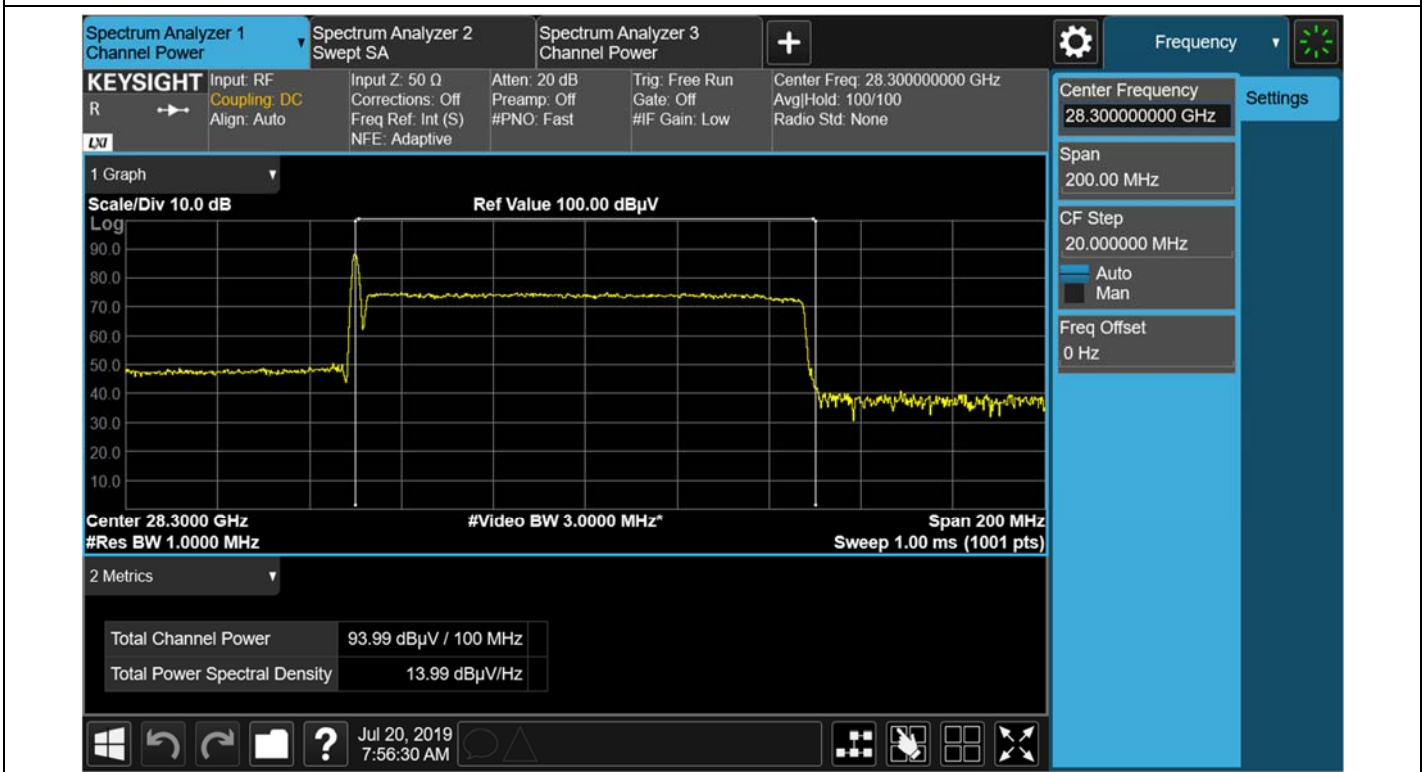 Spectrum Analyzer 1
Channel Power
Spectrum Analyzer 2
Swept SA
Spectrum Analyzer 3
Channel Power
Frequency
KEYSIGHT
R
LXI
Input: RF
Coupling: DC
Align: Auto
Input Z: 50 Ω
Corrections: Off
Freq Ref: Int (S)
NFE: Adaptive
Atten: 20 dB
Preamp: Off
#PNO: Fast
Trig: Free Run
Gate: Off
#IF Gain: Low
Center Freq: 28.300000000 GHz
Avg|Hold: 100/100
Radio Std: None
1 Graph
Scale/Div 10.0 dB
Ref Value 100.00 dBµV
Log
90.0
80.0
70.0
60.0
50.0
40.0
30.0
20.0
10.0
Center 28.3000 GHz
#Video BW 3.0000 MHz*
Span 200 MHz
#Res BW 1.0000 MHz
Sweep 1.00 ms (1001 pts)
2 Metrics
Total Channel Power 93.99 dBµV / 100 MHz
Total Power Spectral Density 13.99 dBµV/Hz
?
Jul 20, 2019
7:56:30 AM
Center Frequency
28.300000000 GHz
Settings
Span
200.00 MHz
CF Step
20.000000 MHz
Auto
Man
Freq Offset
0 Hz